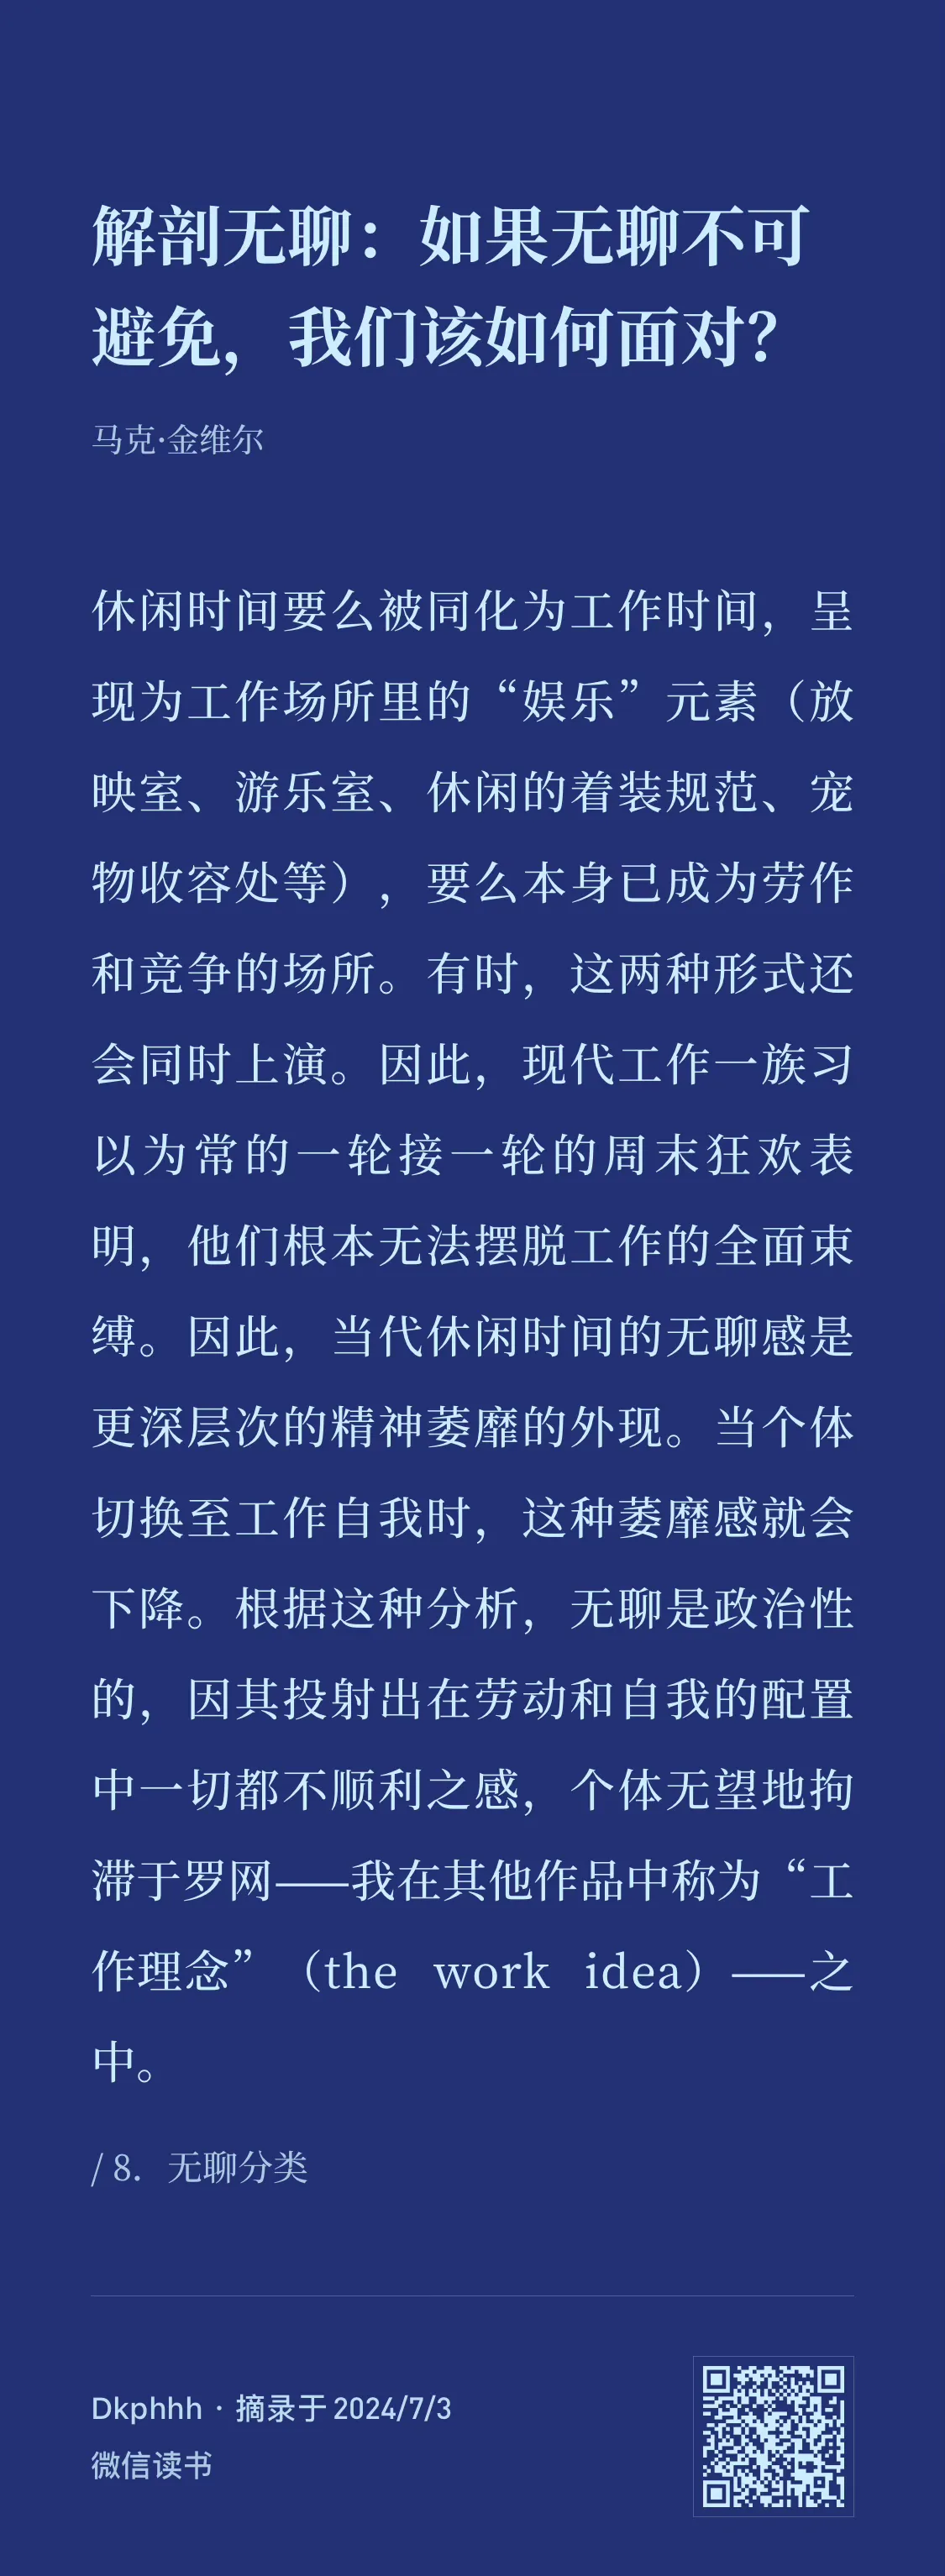 解剖无聊：如果无聊不可
避免，我们该如何面对？
马克·金维尔
休闲时间要么被同化为工作时间，呈
现为工作场所里的“娱乐”元素（放
映室、游乐室、休闲的着装规范、宠
物收容处等），要么本身已成为劳作
和竞争的场所。有时，这两种形式还
会同时上演。因此，现代工作一族习
以为常的一轮接一轮的周末狂欢表
明，他们根本无法摆脱工作的全面束
缚。因此，当代休闲时间的无聊感是
更深层次的精神萎靡的外现。当个体
切换至工作自我时，这种萎靡感就会
下降。根据这种分析，无聊是政治性
的，因其投射出在劳动和自我的配置
中一切都不顺利之感，个体无望地拘
滞于罗网——我在其他作品中称为“工
作理念”（the work idea）——之
中。
/ 8. 无聊分类
Dkphhh · 摘录于 2024/7/3
微信读书